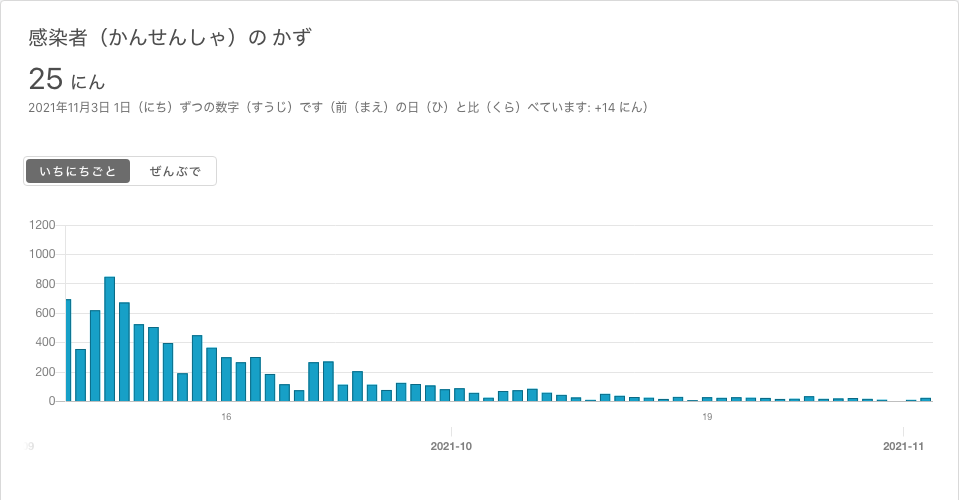 感染者（かんせんしゃ）の かず
25 にん
2021年11月3日 1日（にち）ずつの数字（すうじ）です（前（まえ）の日（ひ）と比（くら）べています: +14 にん）
いちにちごと ぜんぶで
1200
1000
800
600
400
200
0
16 19
9 2021-10 2021-11